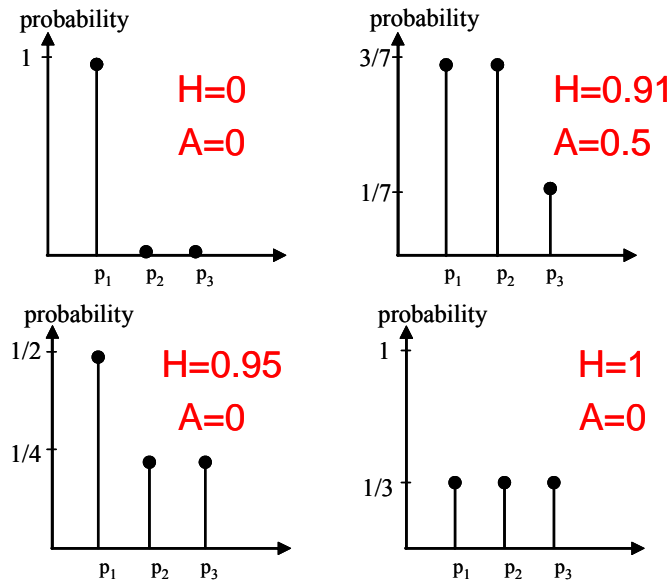 probability
1
H=0
A=0
p1 p2 p3
probability
3/7
H=0.91
A=0.5
1/7
p1 p2 p3
probability
1/2
H=0.95
A=0
1/4
p1 p2 p3
probability
1
H=1
A=0
1/3
p1 p2 p3